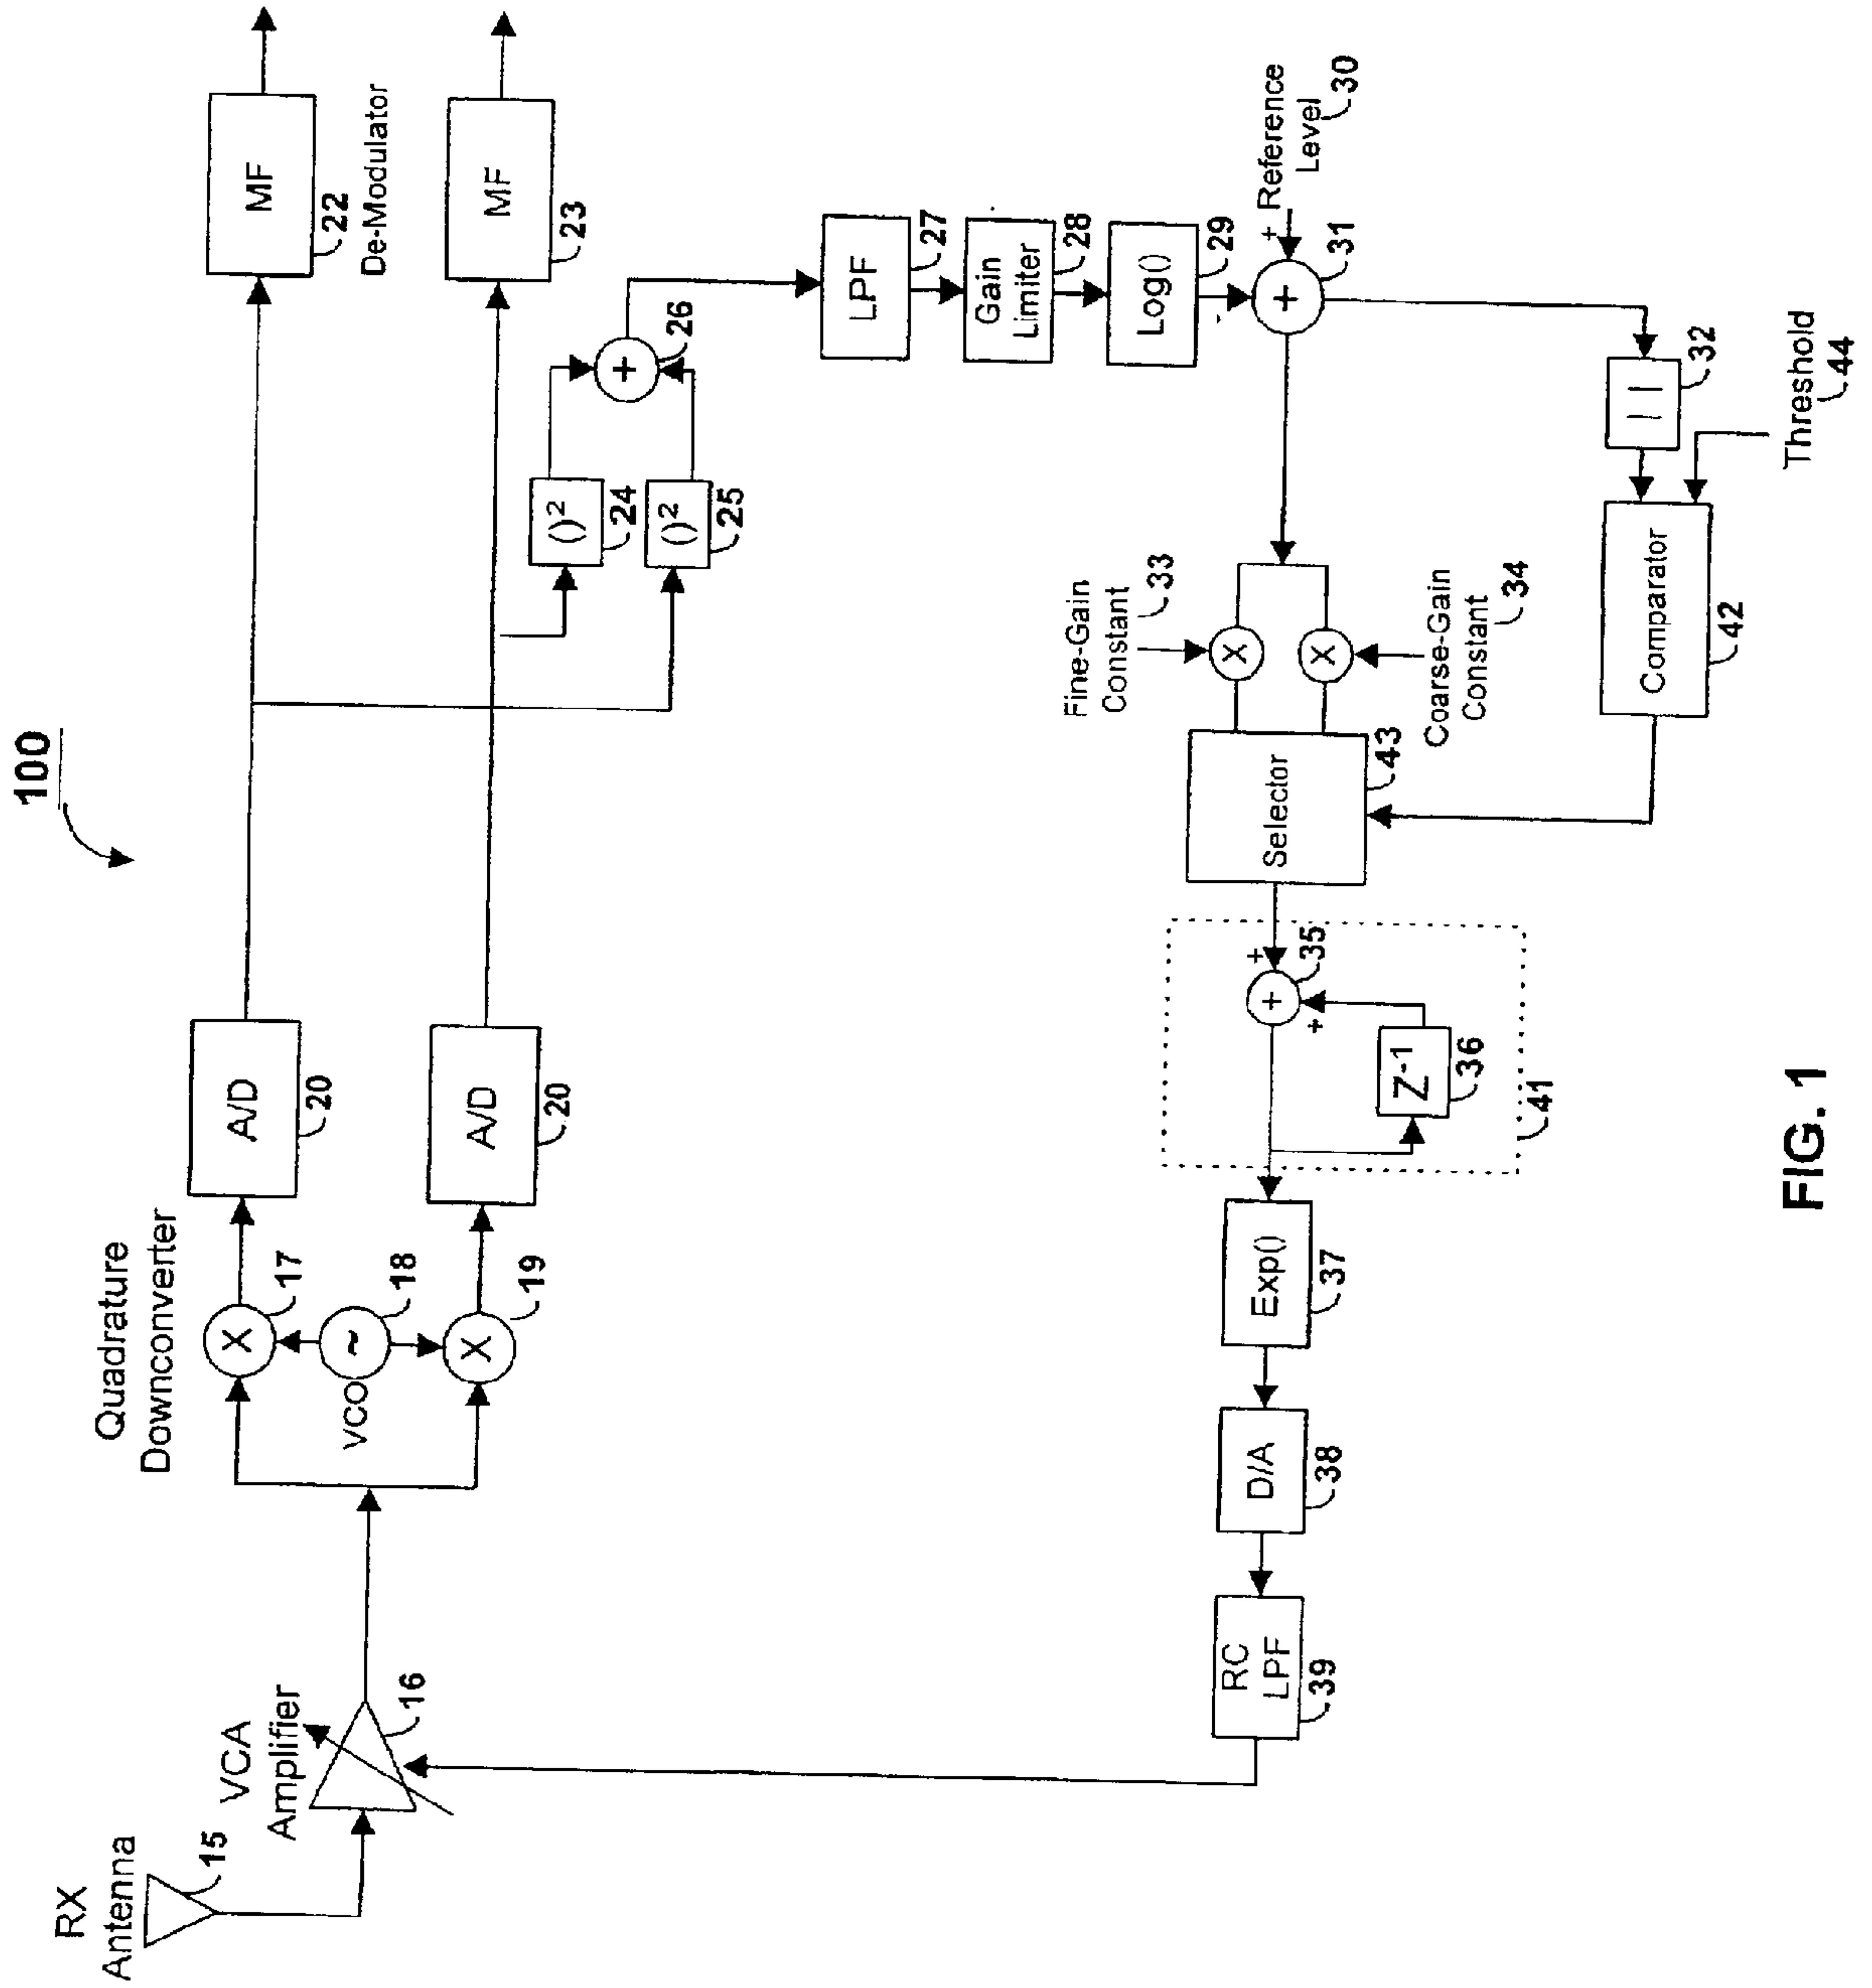 100
RX
Antenna
15
VCA
Amplifier
16
Quadrature
Downconverter
X
17
VCO
~
18
X
19
A/D
20
A/D
20
MF
22
De-Modulator
MF
23
()²
24
()²
25
+
26
LPF
27
Gain
Limiter
28
Log()
29
-
+
Reference
Level
30
+
31
| |
32
Threshold
44
Comparator
42
Fine-Gain
Constant
33
X
X
Coarse-Gain
Constant
34
Selector
43
+
+
35
+
Z⁻¹
36
41
Exp()
37
D/A
38
RC
LPF
39
FIG. 1